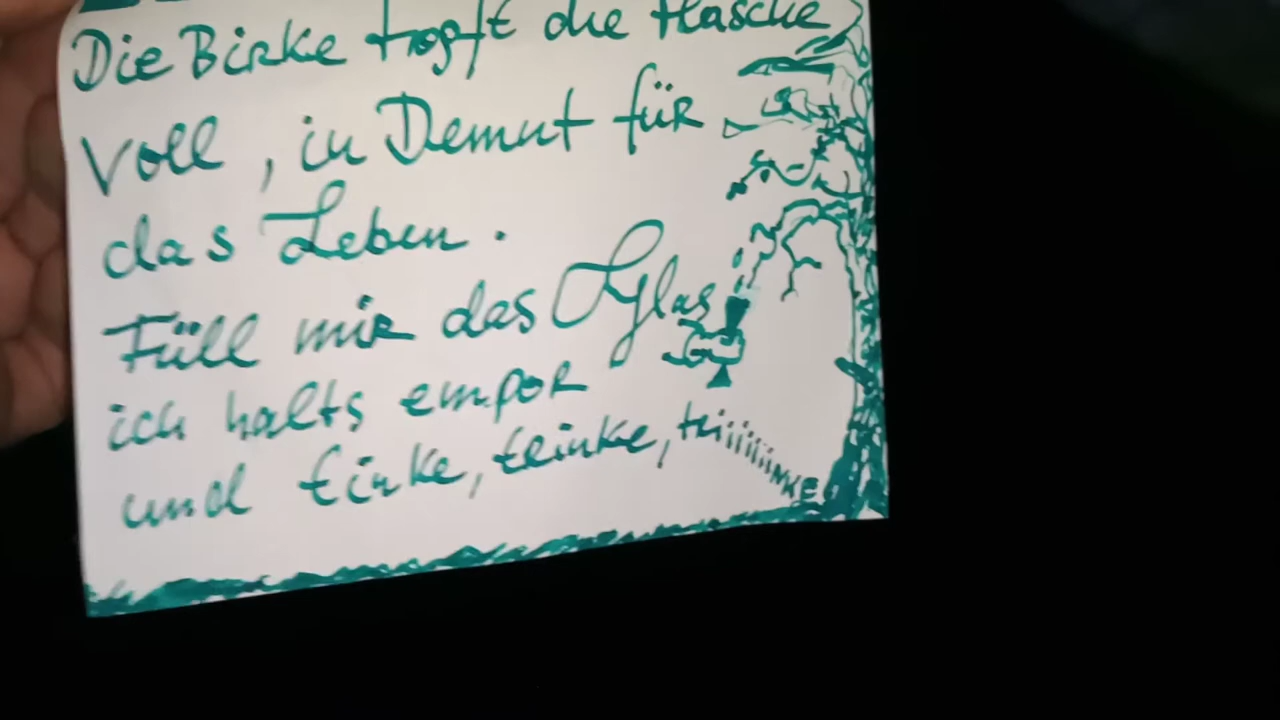 Die Birke tropft die Flasche
voll, in Demut für
das Leben.
Füll mir das Glas
ich halts empor
und trinke, trinke, triiiiiinKE